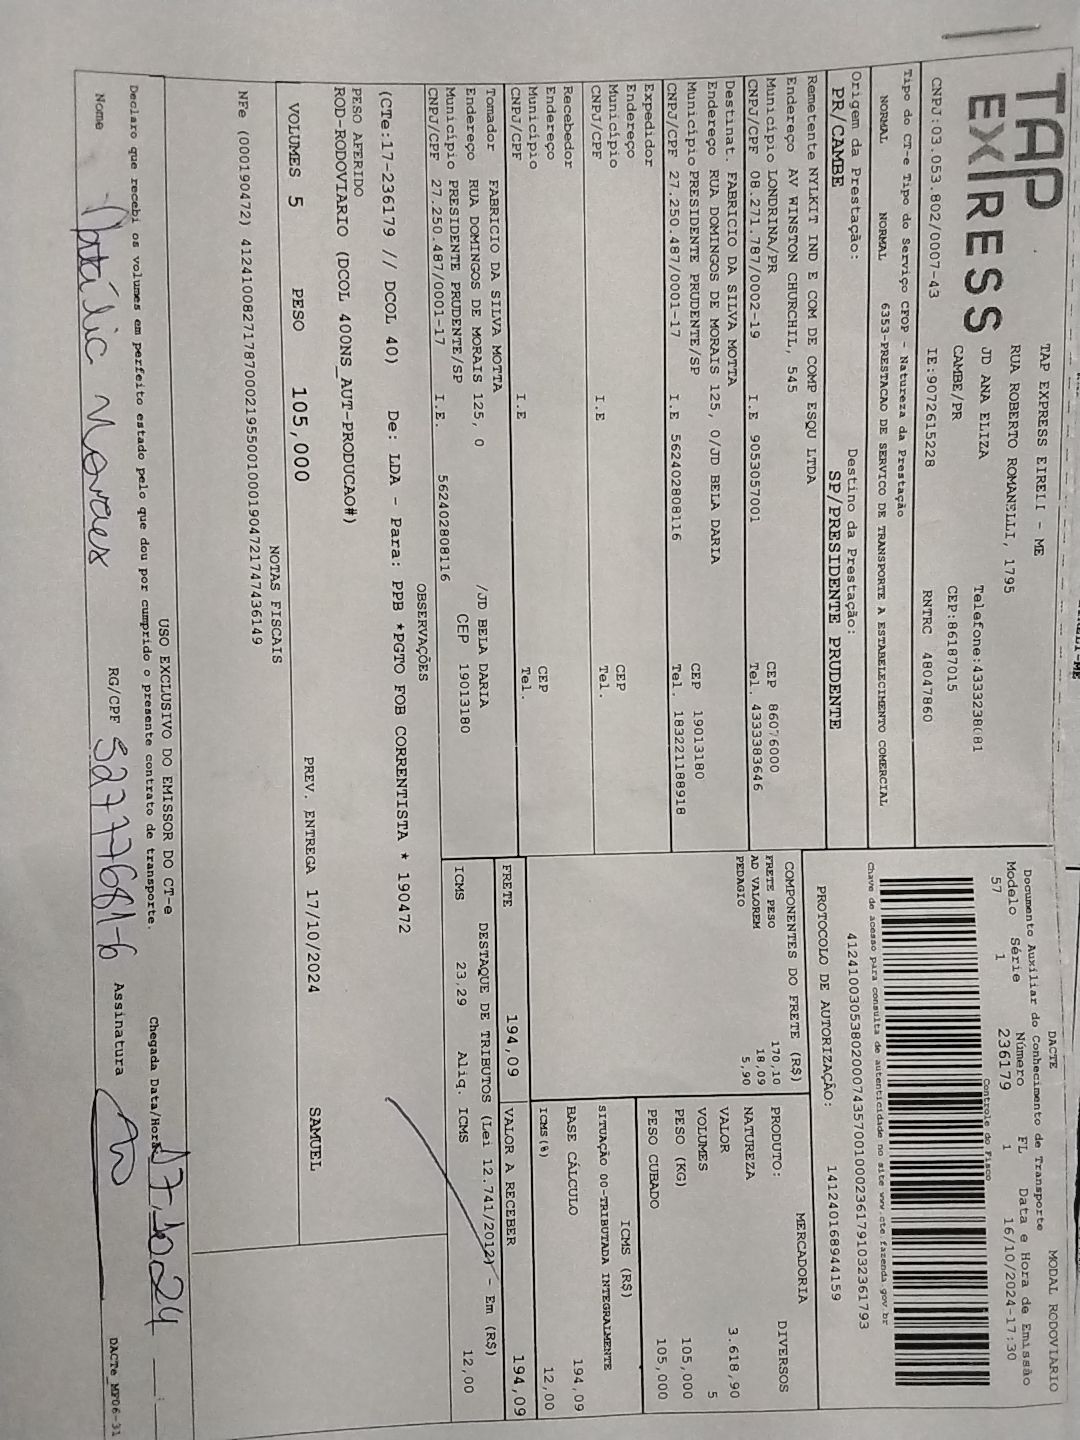 TAP
EXPRESS
TAP EXPRESS EIRELI - ME
RUA ROBERTO ROMANELLI, 1795
JD ANA ELIZA
Telefone:4333238081
CAMBE/PR
CEP:86187015
CNPJ:03.053.802/0007-43 IE:9072615228 RNTRC 48047860
Tipo do CT-e Tipo do Serviço CFOP - Natureza da Prestação
NORMAL NORMAL 6353-PRESTACAO DE SERVICO DE TRANSPORTE A ESTABELECIMENTO COMERCIAL
Origem da Prestação: Destino da Prestação:
PR/CAMBE SP/PRESIDENTE PRUDENTE
Remetente NYLKIT IND E COM DE COMP ESQU LTDA
Endereço AV WINSTON CHURCHIL, 545
Município LONDRINA/PR CEP 86076000
CNPJ/CPF 08.271.787/0002-19 I.E 9053057001 Tel. 4333383646
Destinat. FABRICIO DA SILVA MOTTA
Endereço RUA DOMINGOS DE MORAIS 125, 0/JD BELA DARIA
Município PRESIDENTE PRUDENTE/SP CEP 19013180
CNPJ/CPF 27.250.487/0001-17 I.E 562402808116 Tel. 183221188918
Expedidor
Endereço
Município CEP
CNPJ/CPF I.E Tel.
Recebedor
Endereço
Município CEP
CNPJ/CPF I.E Tel.
Tomador FABRICIO DA SILVA MOTTA
Endereço RUA DOMINGOS DE MORAIS 125, 0 /JD BELA DARIA
Município PRESIDENTE PRUDENTE/SP CEP 19013180
CNPJ/CPF 27.250.487/0001-17 I.E. 562402808116
DACTE MODAL RODOVIARIO
Documento Auxiliar do Conhecimento de Transporte
Modelo Série Número FL Data e Hora de Emissão
57 1 236179 1 16/10/2024-17:30
Controle do Fisco
Chave de acesso para consulta de autenticidade no site www.cte.fazenda.gov.br
41241003053802000743570010002361791032361793
PROTOCOLO DE AUTORIZAÇÃO: 141240168944159
COMPONENTES DO FRETE (R$)
FRETE PESO 170,10
AD VALOREM 18,09
PEDAGIO 5,90
MERCADORIA
PRODUTO: DIVERSOS
NATUREZA
VALOR 3.618,90
VOLUMES 5
PESO (KG) 105,000
PESO CUBADO 105,000
ICMS (R$)
SITUAÇÃO 00-TRIBUTADA INTEGRALMENTE
BASE CÁLCULO 194,09
ICMS(%) 12,00
FRETE 194,09 VALOR A RECEBER 194,09
DESTAQUE DE TRIBUTOS (Lei 12.741/2012) - Em (R$)
ICMS 23,29 Aliq. ICMS 12,00
OBSERVAÇÕES
(CTe:17-236179 // DCOL 40) De: LDA - Para: PPB *PGTO FOB CORRENTISTA * 190472
PESO AFERIDO
ROD-RODOVIARIO (DCOL 400NS_AUT-PRODUCAO#)
VOLUMES 5 PESO 105,000 PREV. ENTREGA 17/10/2024 SAMUEL
NOTAS FISCAIS
NFe (000190472) 41241008271787000219550010001904721747436149
USO EXCLUSIVO DO EMISSOR DO CT-e
Declaro que recebi os volumes em perfeito estado pelo que dou por cumprido o presente contrato de transporte. Chegada Data/Hora 17.10.24
Nome Natálic Moraes RG/CPF 5277681-6 Assinatura
DACTe_MF06-31